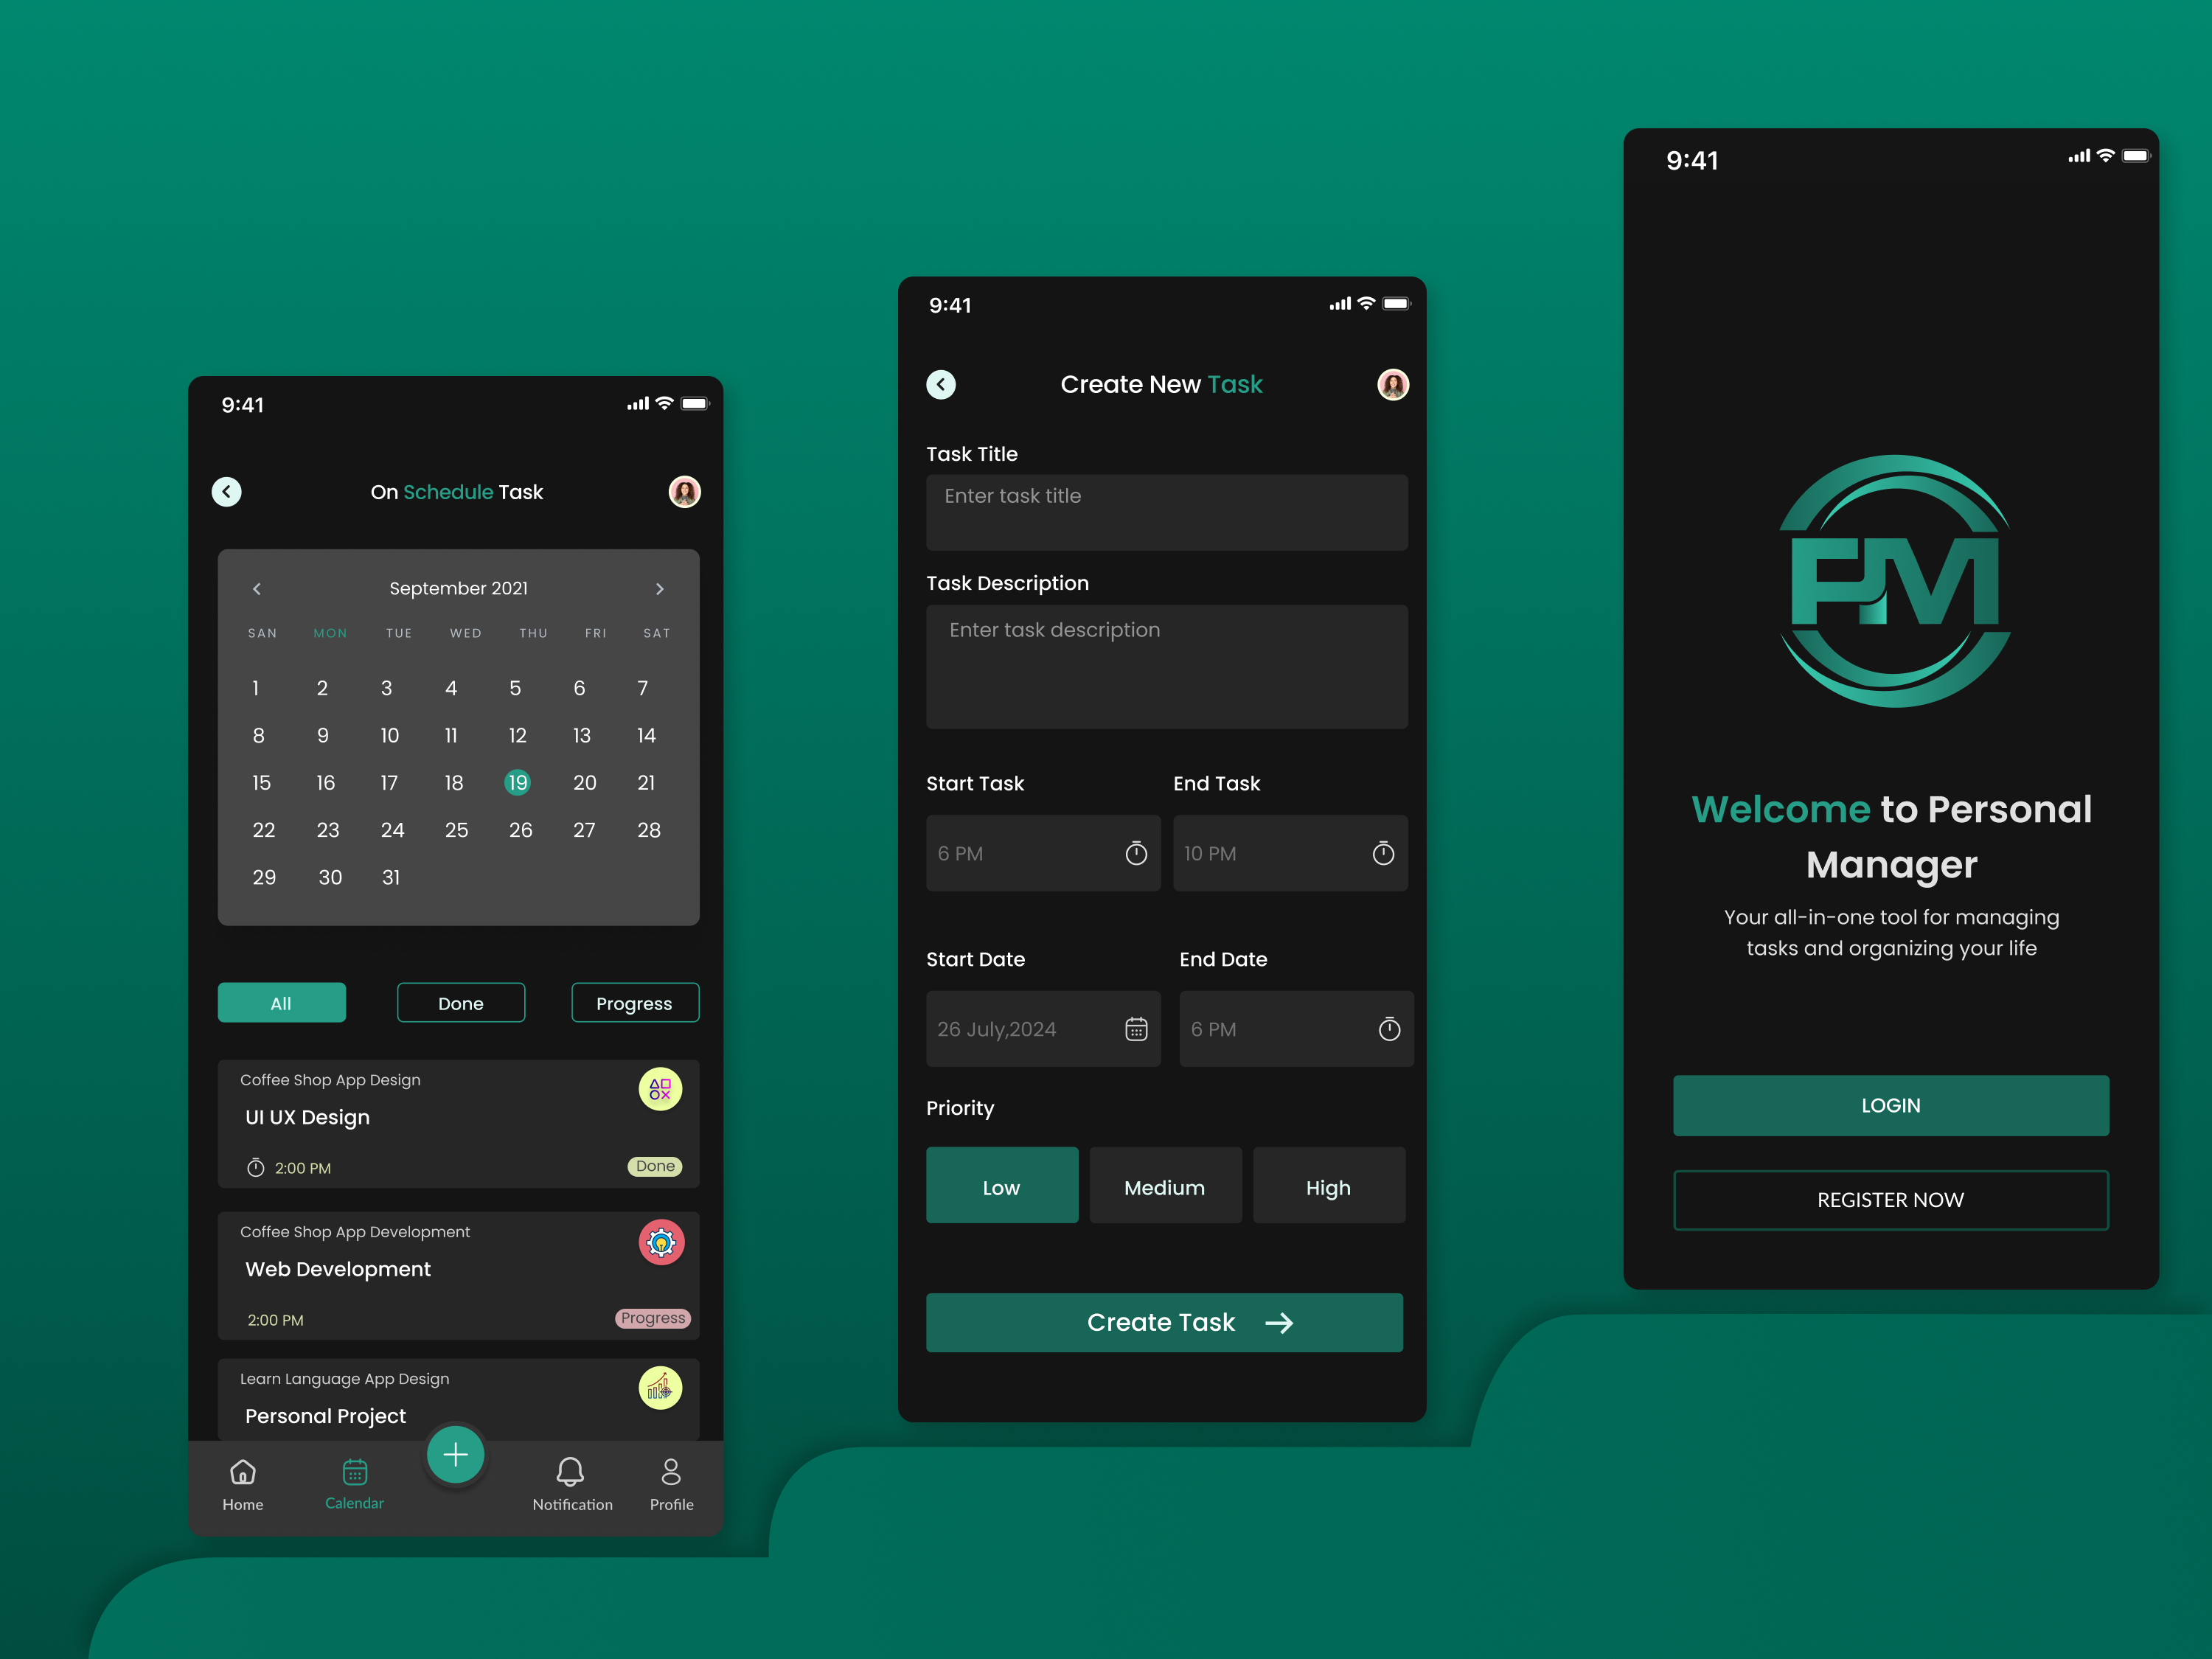 9:41
On Schedule Task
September 2021
SAN MON TUE WED THU FRI SAT
1 2 3 4 5 6 7
8 9 10 11 12 13 14
15 16 17 18 19 20 21
22 23 24 25 26 27 28
29 30 31
All Done Progress
Coffee Shop App Design
UI UX Design
2:00 PM Done
Coffee Shop App Development
Web Development
2:00 PM Progress
Learn Language App Design
Personal Project
Home Calendar Notification Profile
9:41
Create New Task
Task Title
Enter task title
Task Description
Enter task description
Start Task End Task
6 PM 10 PM
Start Date End Date
26 July,2024 6 PM
Priority
Low Medium High
Create Task
9:41
PM
Welcome to Personal
Manager
Your all-in-one tool for managing
tasks and organizing your life
LOGIN
REGISTER NOW